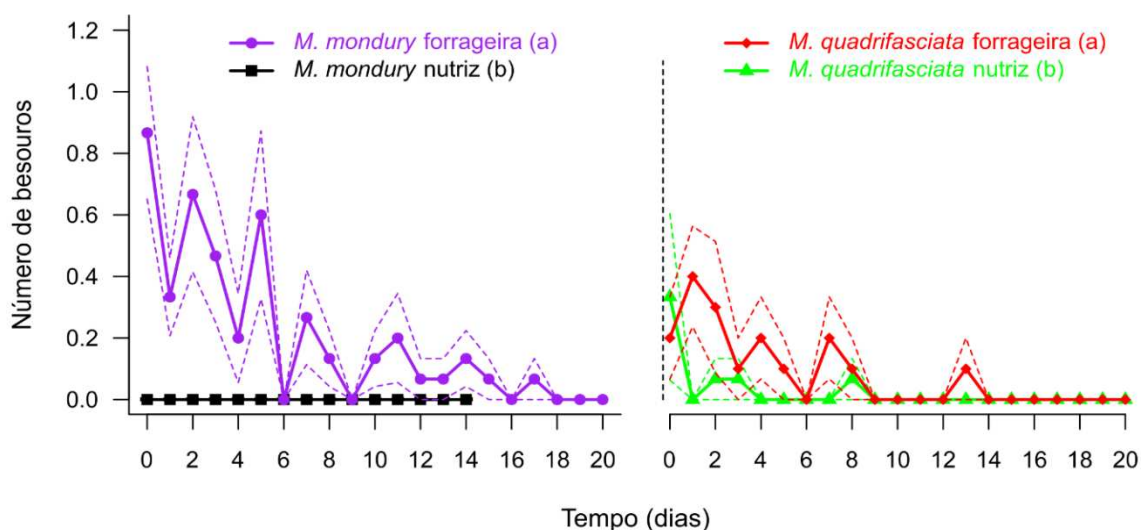 M. mondury forrageira (a)
M. mondury nutriz (b)
M. quadrifasciata forrageira (a)
M. quadrifasciata nutriz (b)
Número de besouros
1.2
1.0
0.8
0.6
0.4
0.2
0.0
0 2 4 6 8 10 12 14 16 18 20
0 2 4 6 8 10 12 14 16 18 20
Tempo (dias)